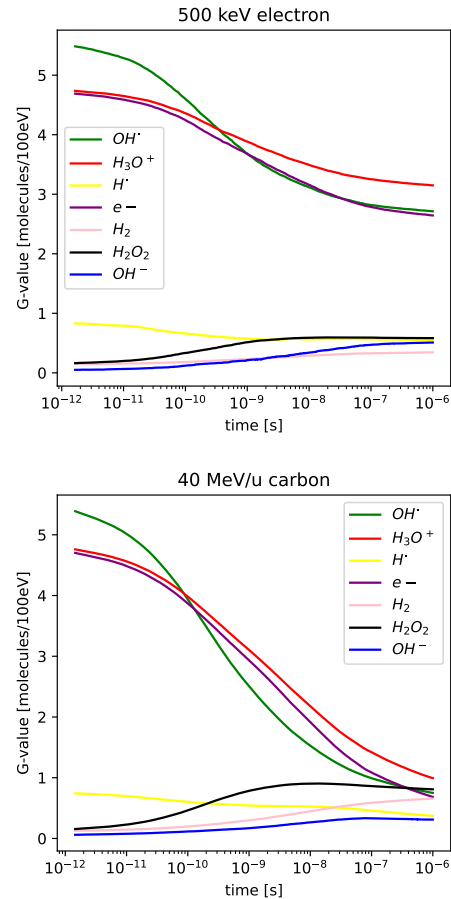 500 keV electron
G-value [molecules/100eV]
5
4
3
2
1
0
OH˙
H₃O⁺
H˙
e−
H₂
H₂O₂
OH⁻
10⁻¹² 10⁻¹¹ 10⁻¹⁰ 10⁻⁹ 10⁻⁸ 10⁻⁷ 10⁻⁶
time [s]
40 MeV/u carbon
G-value [molecules/100eV]
5
4
3
2
1
0
OH˙
H₃O⁺
H˙
e−
H₂
H₂O₂
OH⁻
10⁻¹² 10⁻¹¹ 10⁻¹⁰ 10⁻⁹ 10⁻⁸ 10⁻⁷ 10⁻⁶
time [s]